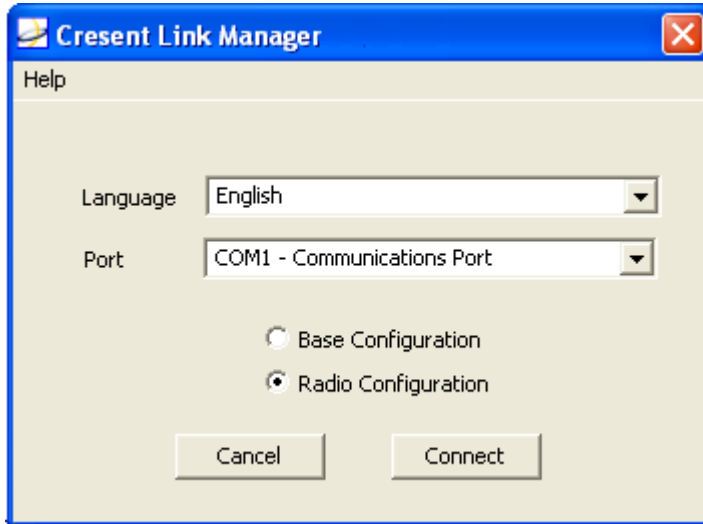 Cresent Link Manager
Help
Language English
Port COM1 - Communications Port
Base Configuration
Radio Configuration
Cancel Connect